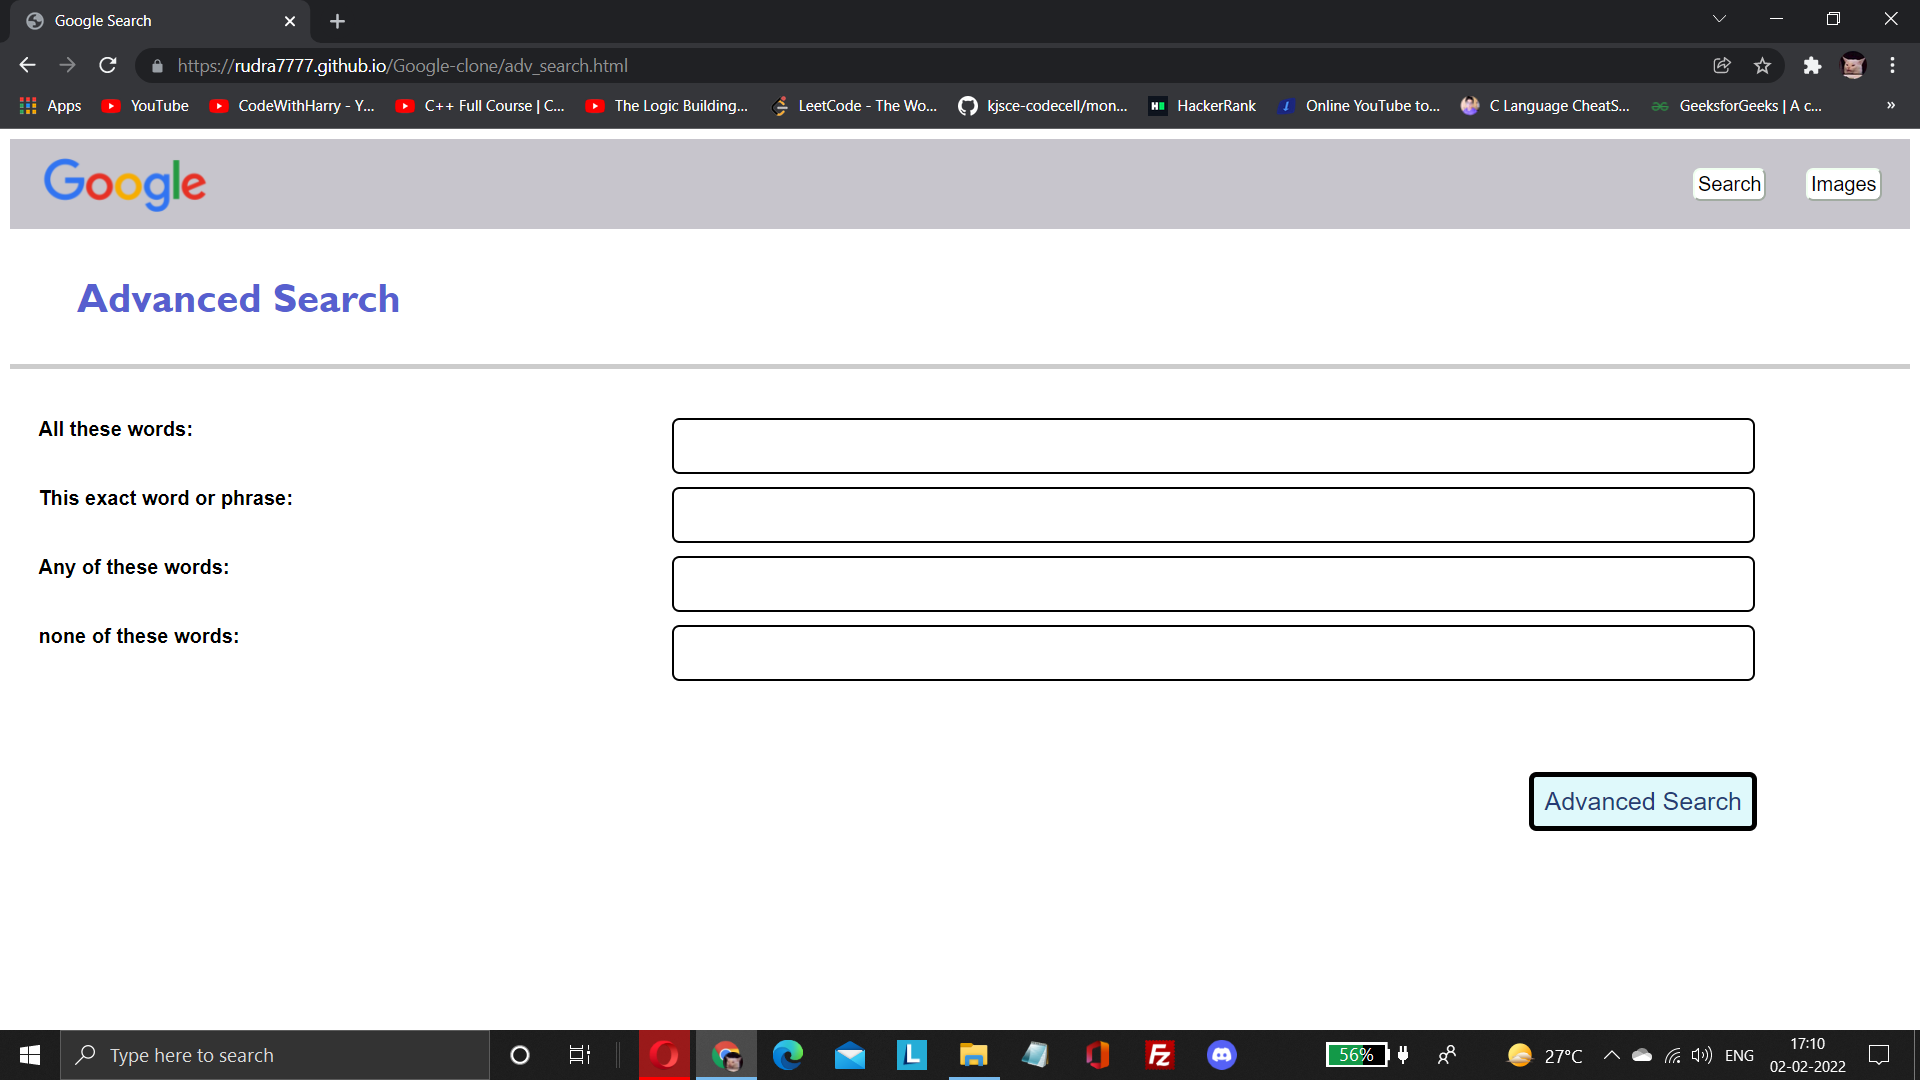 Google Search
https://rudra7777.github.io/Google-clone/adv_search.html
Apps YouTube CodeWithHarry - Y... C++ Full Course | C... The Logic Building... LeetCode - The Wo... kjsce-codecell/mon... HackerRank Online YouTube to... C Language CheatS... GeeksforGeeks | A c... »
Google Search Images
Advanced Search
All these words:
This exact word or phrase:
Any of these words:
none of these words:
Advanced Search
Type here to search L Fz 56% 27°C ENG 17:10
02-02-2022